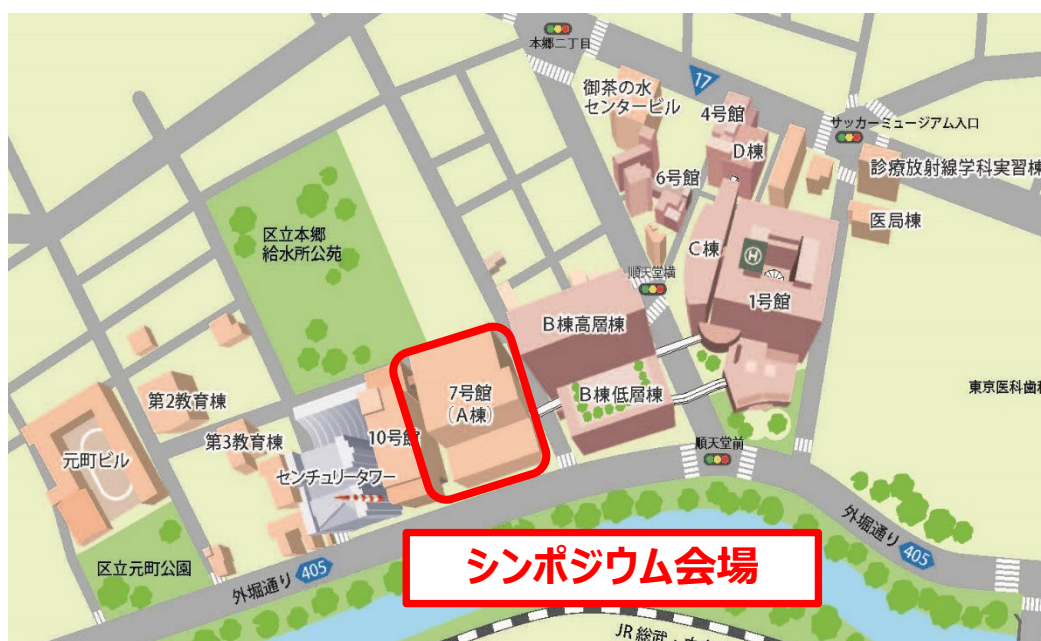 本郷二丁目
17
御茶の水
センタービル
4号館
サッカーミュージアム入口
D棟
診療放射線学科実習棟
6号館
医局棟
区立本郷
給水所公苑
C棟
H
順天堂横
1号館
B棟高層棟
7号館
(A棟)
B棟低層棟
東京医科歯科
第2教育棟
第3教育棟
10号館
順天堂前
元町ビル
センチュリータワー
外堀通り 405
区立元町公園
外堀通り 405
シンポジウム会場
JR総武・中央